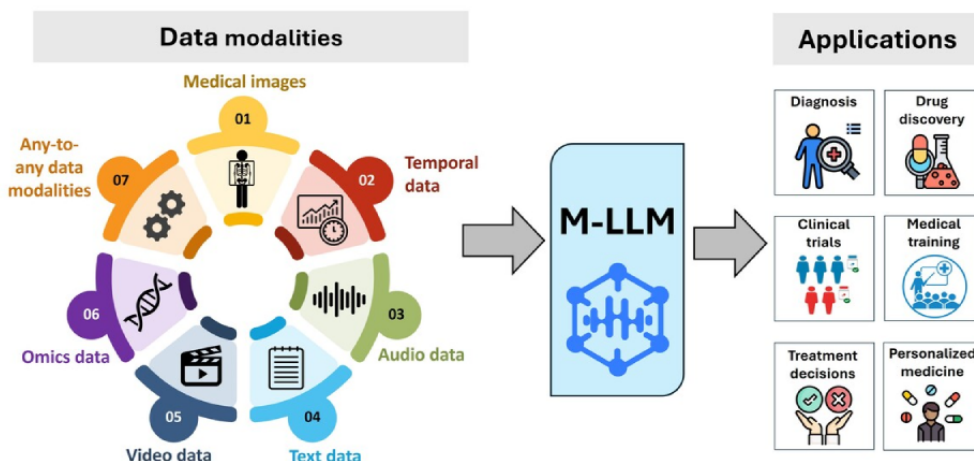 Data modalities
Applications
Medical images
01
Any-to-
any data
modalities
07
02
Temporal
data
06
Omics data
03
Audio data
05
Video data
04
Text data
M-LLM
Diagnosis
Drug
discovery
Clinical
trials
Medical
training
Treatment
decisions
Personalized
medicine